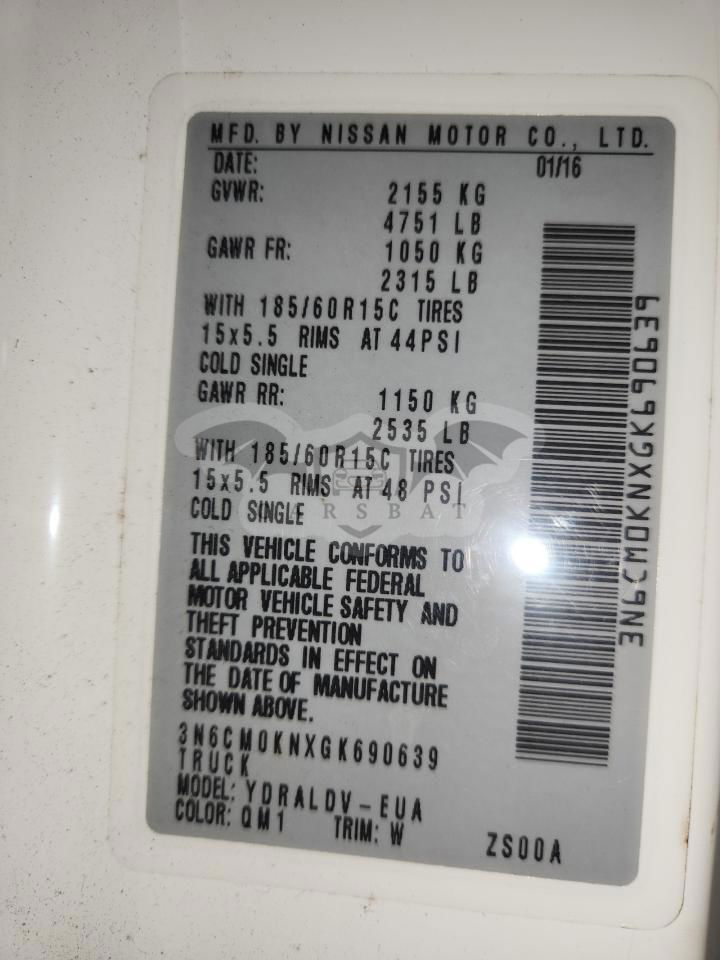 MFD. BY NISSAN MOTOR CO., LTD.
DATE: 01/16
GVWR: 2155 KG
4751 LB
GAWR FR: 1050 KG
2315 LB
WITH 185/60R15C TIRES
15x5.5 RIMS AT 44PSI
COLD SINGLE
GAWR RR: 1150 KG
2535 LB
WITH 185/60R15C TIRES
15x5.5 RIMS AT 48 PSI
COLD SINGLE
THIS VEHICLE CONFORMS TO
ALL APPLICABLE FEDERAL
MOTOR VEHICLE SAFETY AND
THEFT PREVENTION
STANDARDS IN EFFECT ON
THE DATE OF MANUFACTURE
SHOWN ABOVE.
3N6CM0KNXGK690639
TRUCK
MODEL: YDRALDV-EUA
COLOR: QM1 TRIM: W
ZS00A
3N6CM0KNXGK690639
RSBAT